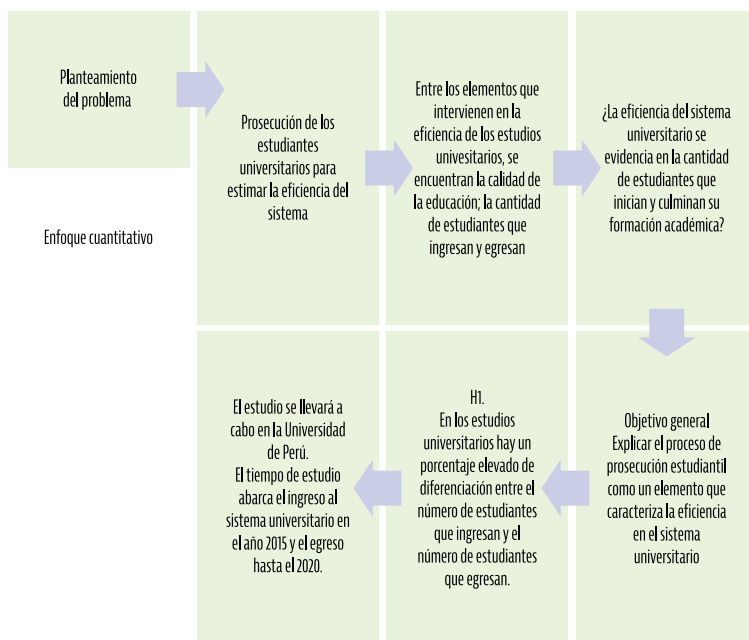 Planteamiento
del problema
Enfoque cuantitativo
Prosecución de los
estudiantes
universitarios para
estimar la eficiencia del
sistema
Entre los elementos que
intervienen en la
eficiencia de los estudios
univesitarios, se
encuentran la calidad de
la educación; la cantidad
de estudiantes que
ingresan y egresan
¿La eficiencia del sistema
universitario se
evidencia en la cantidad
de estudiantes que
inician y culminan su
formación académica?
Objetivo general
Explicar el proceso de
prosecución estudiantil
como un elemento que
caracteriza la eficiencia
en el sistema
universitario
H1.
En los estudios
universitarios hay un
porcentaje elevado de
diferenciación entre el
número de estudiantes
que ingresan y el
número de estudiantes
que egresan.
El estudio se llevará a
cabo en la Universidad
de Perú.
El tiempo de estudio
abarca el ingreso al
sistema universitario en
el año 2015 y el egreso
hasta el 2020.